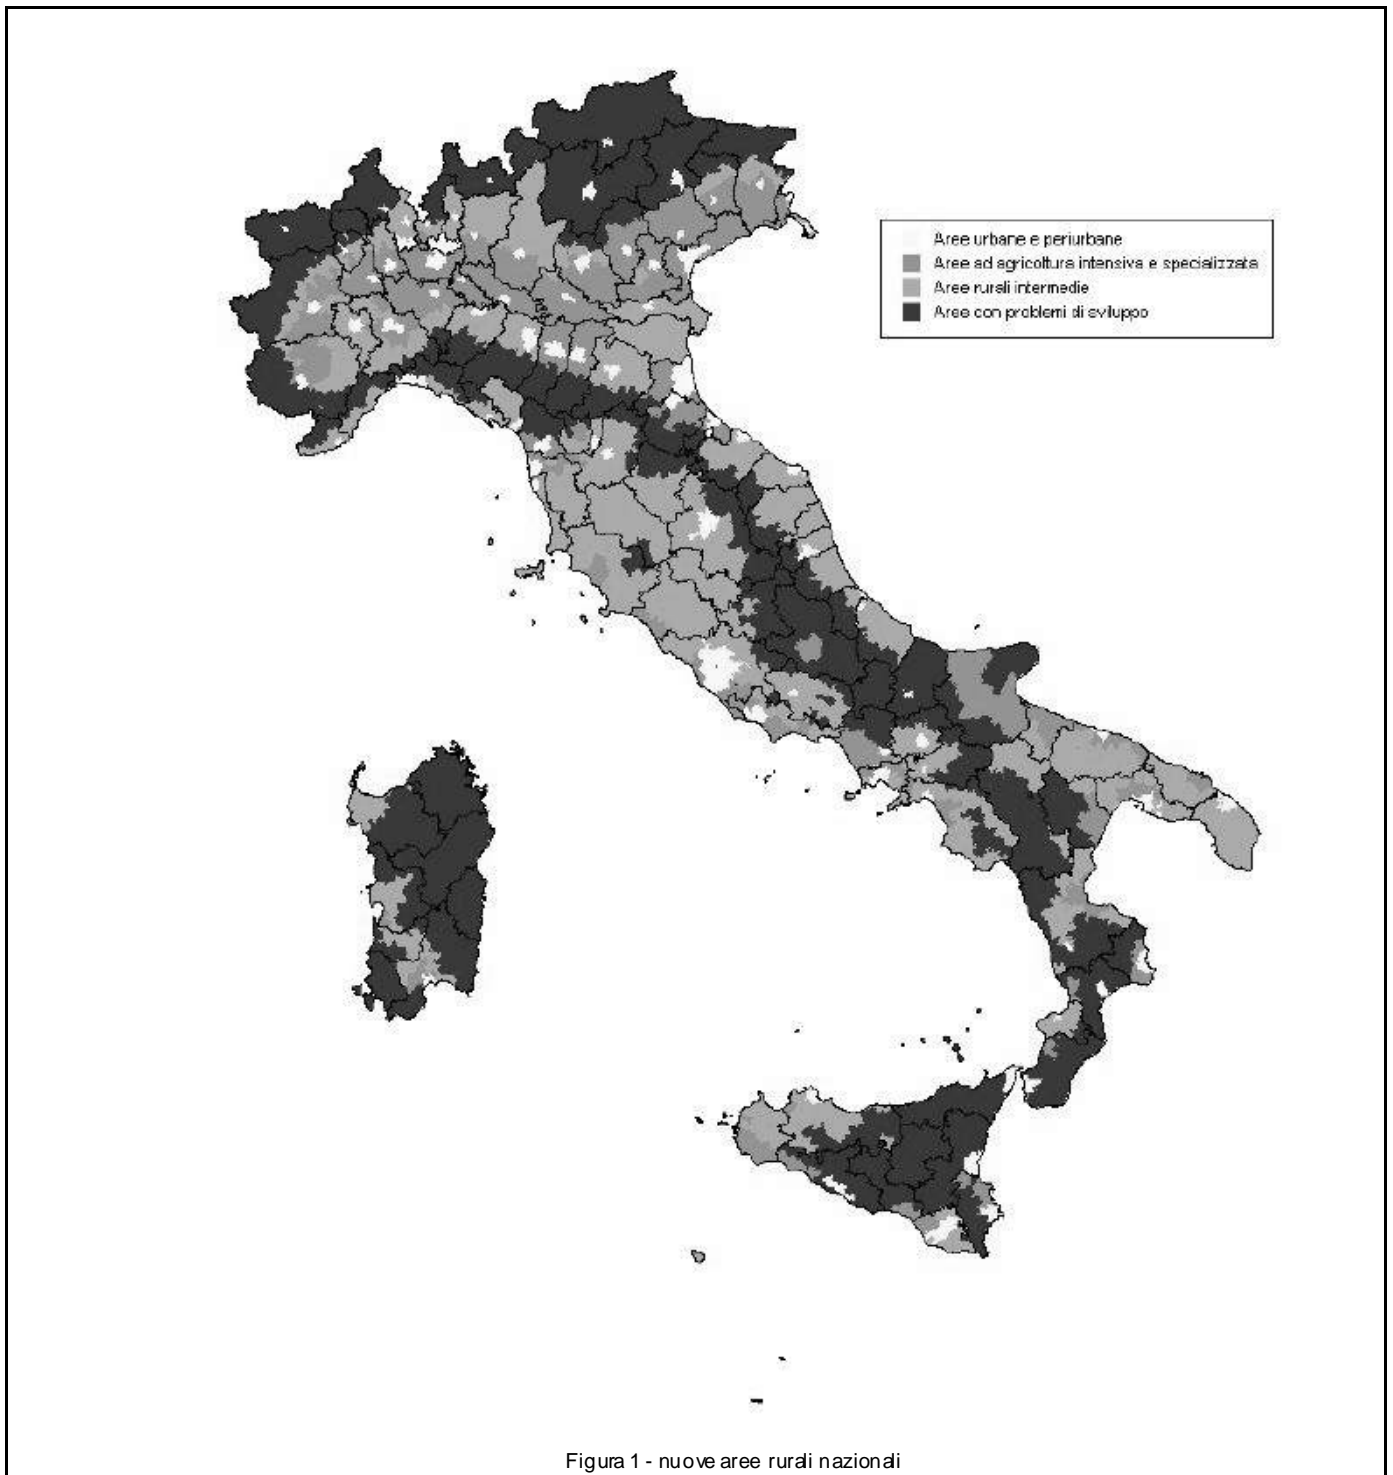 Aree urbane e periurbane
Aree ad agricoltura intensiva e specializzata
Aree rurali intermedie
Aree con problemi di sviluppo
Figura 1 - nuove aree rurali nazionali